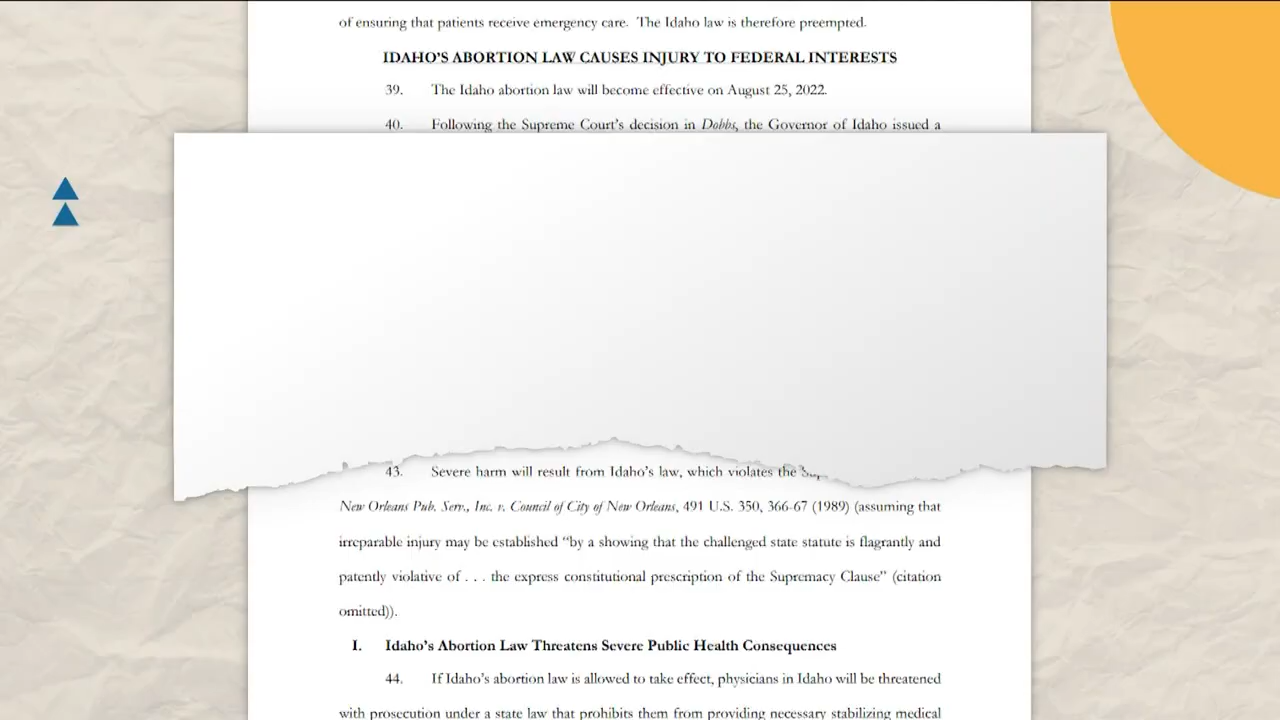 of ensuring that patients receive emergency care. The Idaho law is therefore preempted.
IDAHO'S ABORTION LAW CAUSES INJURY TO FEDERAL INTERESTS
39. The Idaho abortion law will become effective on August 25, 2022.
40. Following the Supreme Court's decision in Dobbs, the Governor of Idaho issued a
43. Severe harm will result from Idaho's law, which violates the
New Orleans Pub. Serv., Inc. v. Council of City of New Orleans, 491 U.S. 350, 366-67 (1989) (assuming that
irreparable injury may be established “by a showing that the challenged state statute is flagrantly and
patently violative of . . . the express constitutional prescription of the Supremacy Clause” (citation
omitted)).
I. Idaho's Abortion Law Threatens Severe Public Health Consequences
44. If Idaho's abortion law is allowed to take effect, physicians in Idaho will be threatened
with prosecution under a state law that prohibits them from providing necessary stabilizing medical